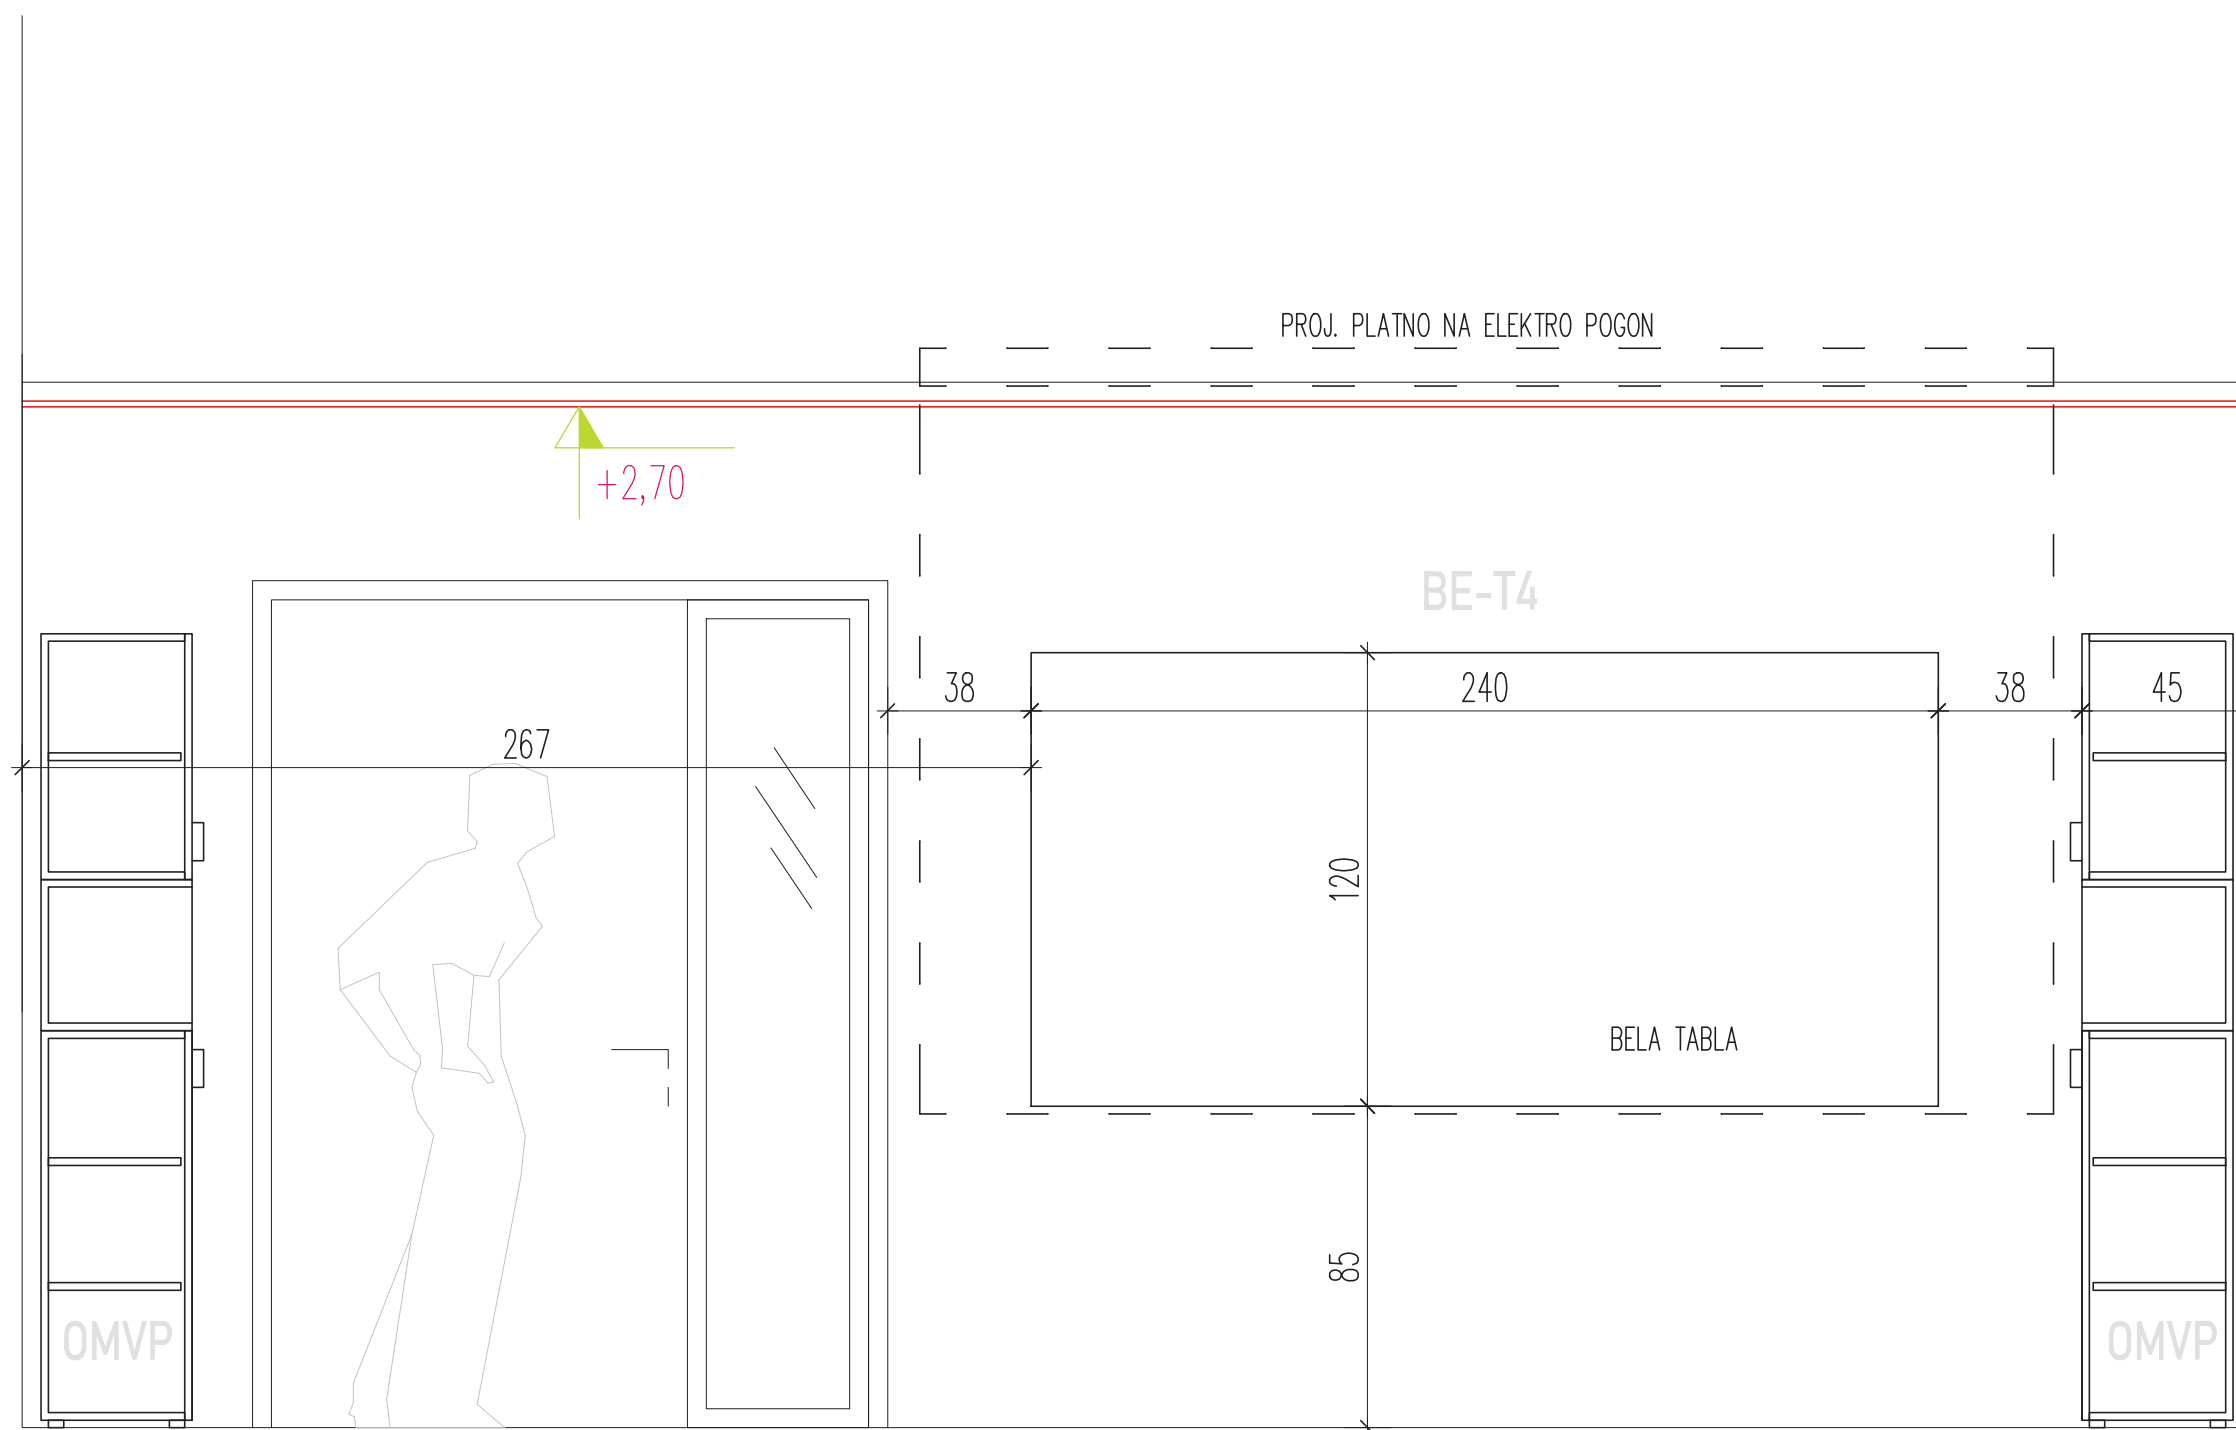 PROJ. PLATNO NA ELEKTRO POGON
+2,70
BE-T4
38
240
38
45
267
120
BELA TABLA
85
OMVP
OMVP